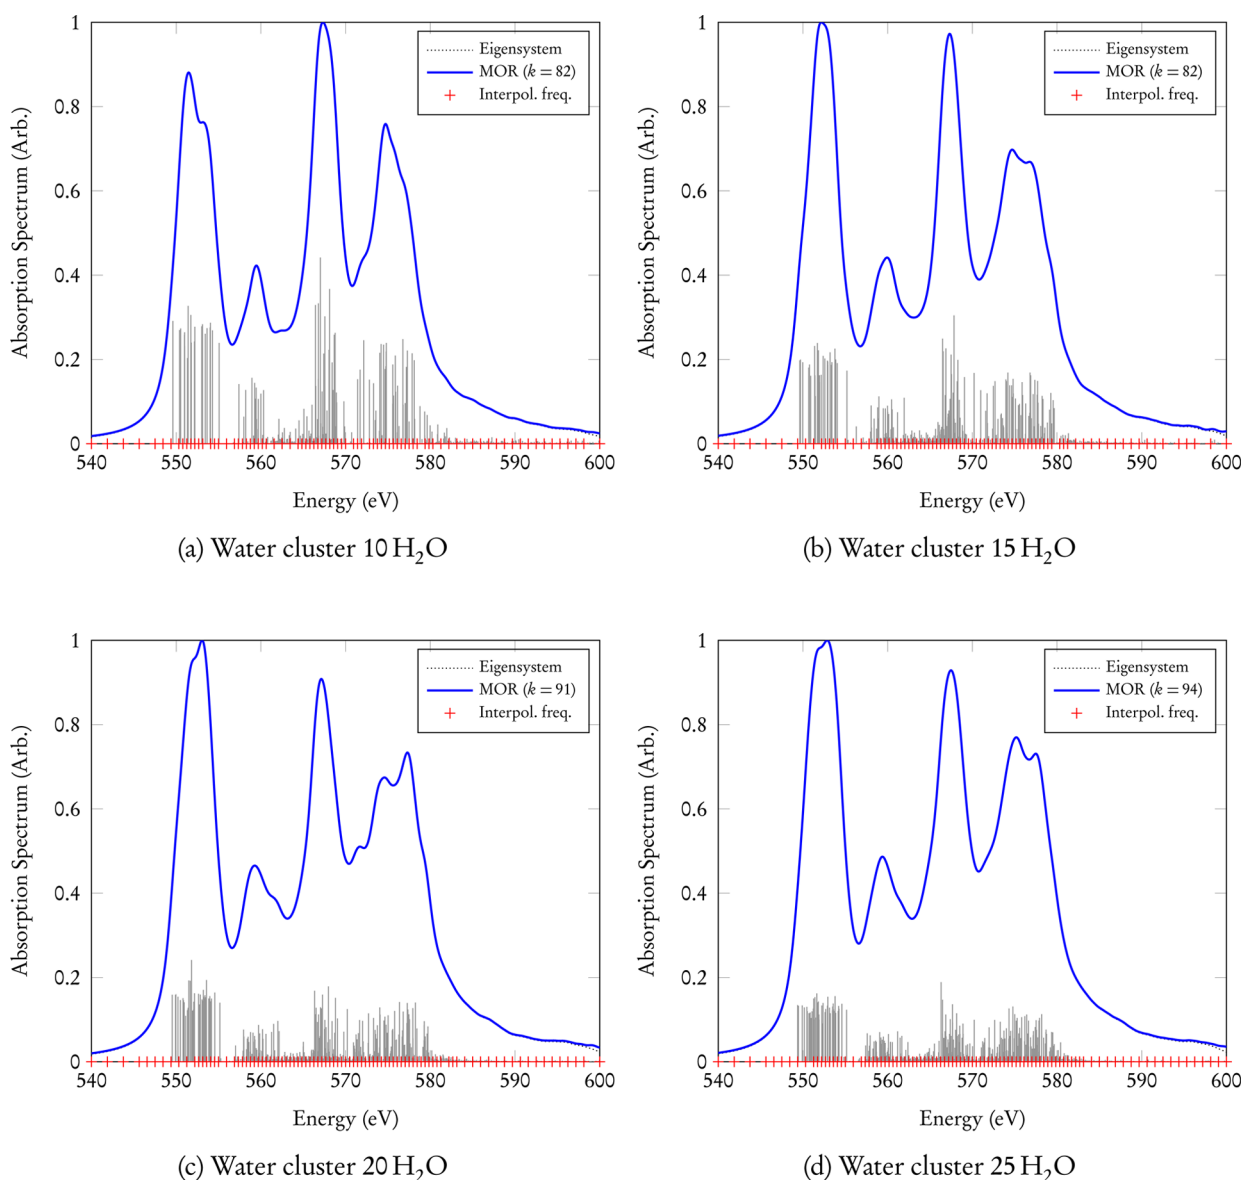 1
0.8
0.6
0.4
0.2
0
540 550 560 570 580 590 600
Absorption Spectrum (Arb.)
Energy (eV)
Eigensystem
MOR (k = 82)
Interpol. freq.
(a) Water cluster 10 H₂O
1
0.8
0.6
0.4
0.2
0
540 550 560 570 580 590 600
Absorption Spectrum (Arb.)
Energy (eV)
Eigensystem
MOR (k = 82)
Interpol. freq.
(b) Water cluster 15 H₂O
1
0.8
0.6
0.4
0.2
0
540 550 560 570 580 590 600
Absorption Spectrum (Arb.)
Energy (eV)
Eigensystem
MOR (k = 91)
Interpol. freq.
(c) Water cluster 20 H₂O
1
0.8
0.6
0.4
0.2
0
540 550 560 570 580 590 600
Absorption Spectrum (Arb.)
Energy (eV)
Eigensystem
MOR (k = 94)
Interpol. freq.
(d) Water cluster 25 H₂O